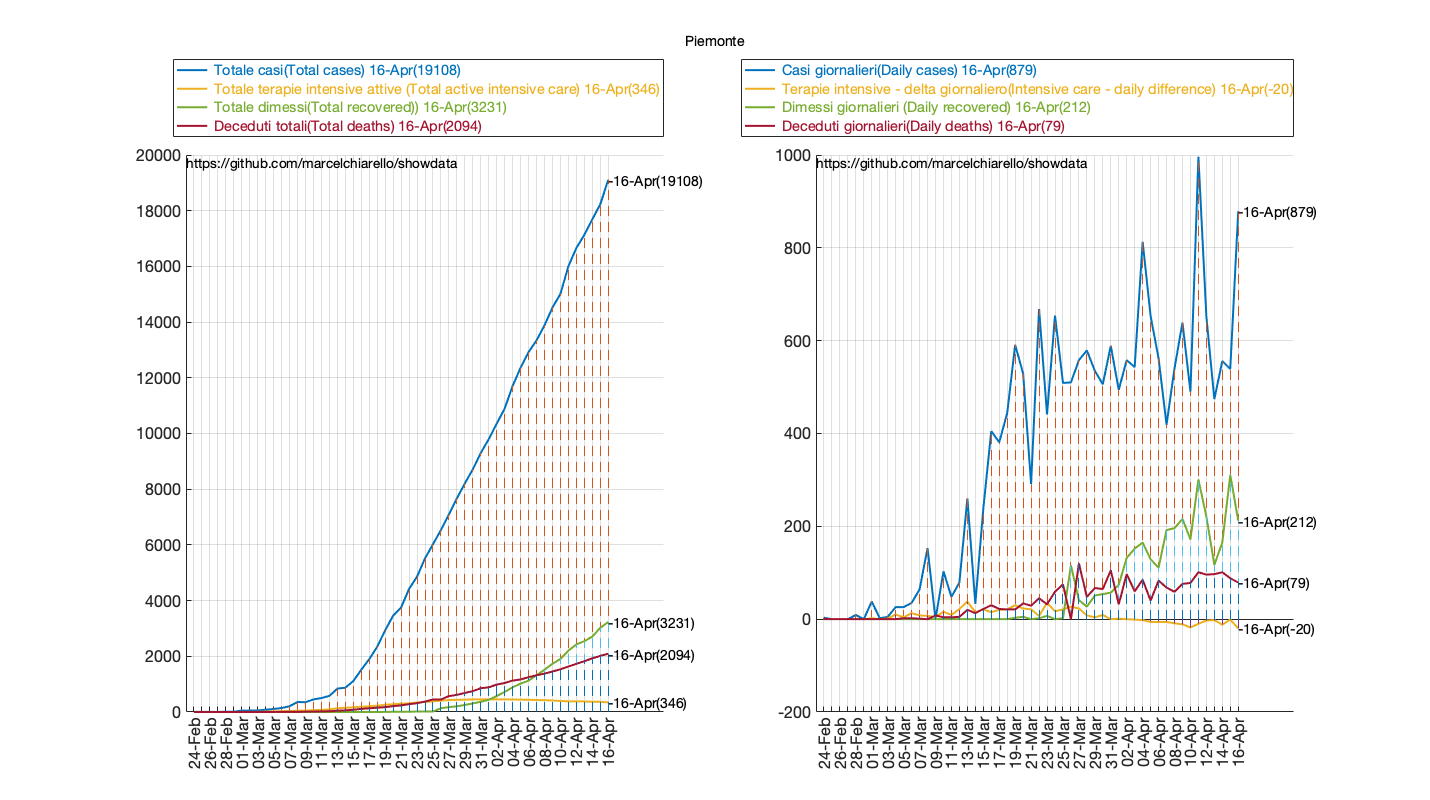 Piemonte
Totale casi(Total cases) 16-Apr(19108)
Totale terapie intensive attive (Total active intensive care) 16-Apr(346)
Totale dimessi(Total recovered)) 16-Apr(3231)
Deceduti totali(Total deaths) 16-Apr(2094)
https://github.com/marcelchiarello/showdata
20000
18000
16000
14000
12000
10000
8000
6000
4000
2000
0
16-Apr(19108)
16-Apr(3231)
16-Apr(2094)
16-Apr(346)
24-Feb
26-Feb
28-Feb
01-Mar
03-Mar
05-Mar
07-Mar
09-Mar
11-Mar
13-Mar
15-Mar
17-Mar
19-Mar
21-Mar
23-Mar
25-Mar
27-Mar
29-Mar
31-Mar
02-Apr
04-Apr
06-Apr
08-Apr
10-Apr
12-Apr
14-Apr
16-Apr
Casi giornalieri(Daily cases) 16-Apr(879)
Terapie intensive - delta giornaliero(Intensive care - daily difference) 16-Apr(-20)
Dimessi giornalieri (Daily recovered) 16-Apr(212)
Deceduti giornalieri(Daily deaths) 16-Apr(79)
https://github.com/marcelchiarello/showdata
1000
800
600
400
200
0
-200
16-Apr(879)
16-Apr(212)
16-Apr(79)
16-Apr(-20)
24-Feb
26-Feb
28-Feb
01-Mar
03-Mar
05-Mar
07-Mar
09-Mar
11-Mar
13-Mar
15-Mar
17-Mar
19-Mar
21-Mar
23-Mar
25-Mar
27-Mar
29-Mar
31-Mar
02-Apr
04-Apr
06-Apr
08-Apr
10-Apr
12-Apr
14-Apr
16-Apr